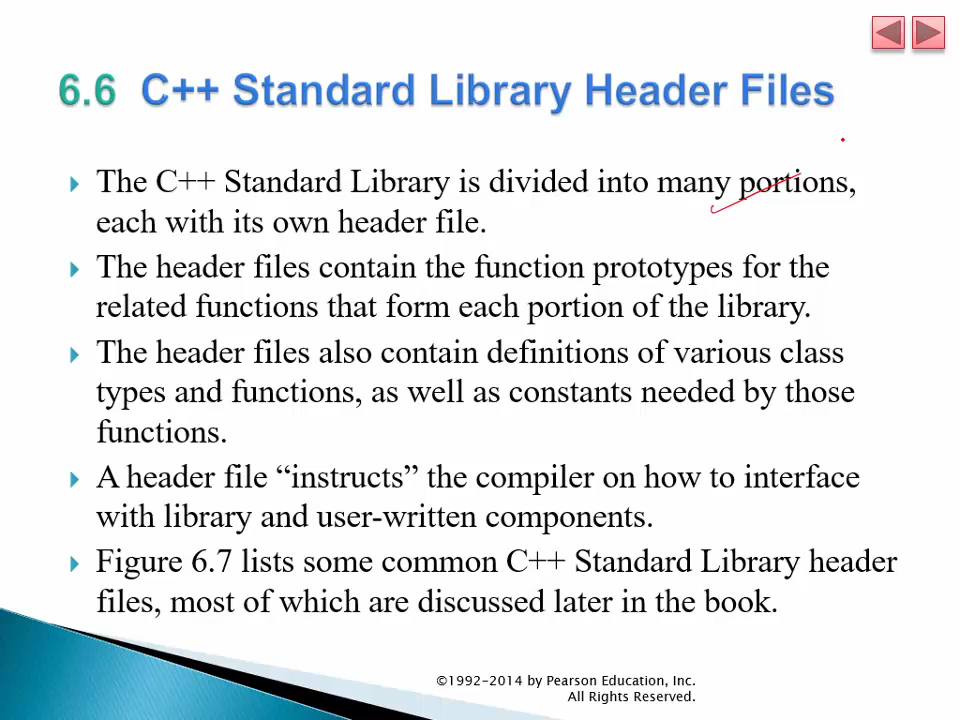 6.6 C++ Standard Library Header Files
The C++ Standard Library is divided into many portions,
each with its own header file.
The header files contain the function prototypes for the
related functions that form each portion of the library.
The header files also contain definitions of various class
types and functions, as well as constants needed by those
functions.
A header file “instructs” the compiler on how to interface
with library and user-written components.
Figure 6.7 lists some common C++ Standard Library header
files, most of which are discussed later in the book.
©1992-2014 by Pearson Education, Inc.
All Rights Reserved.